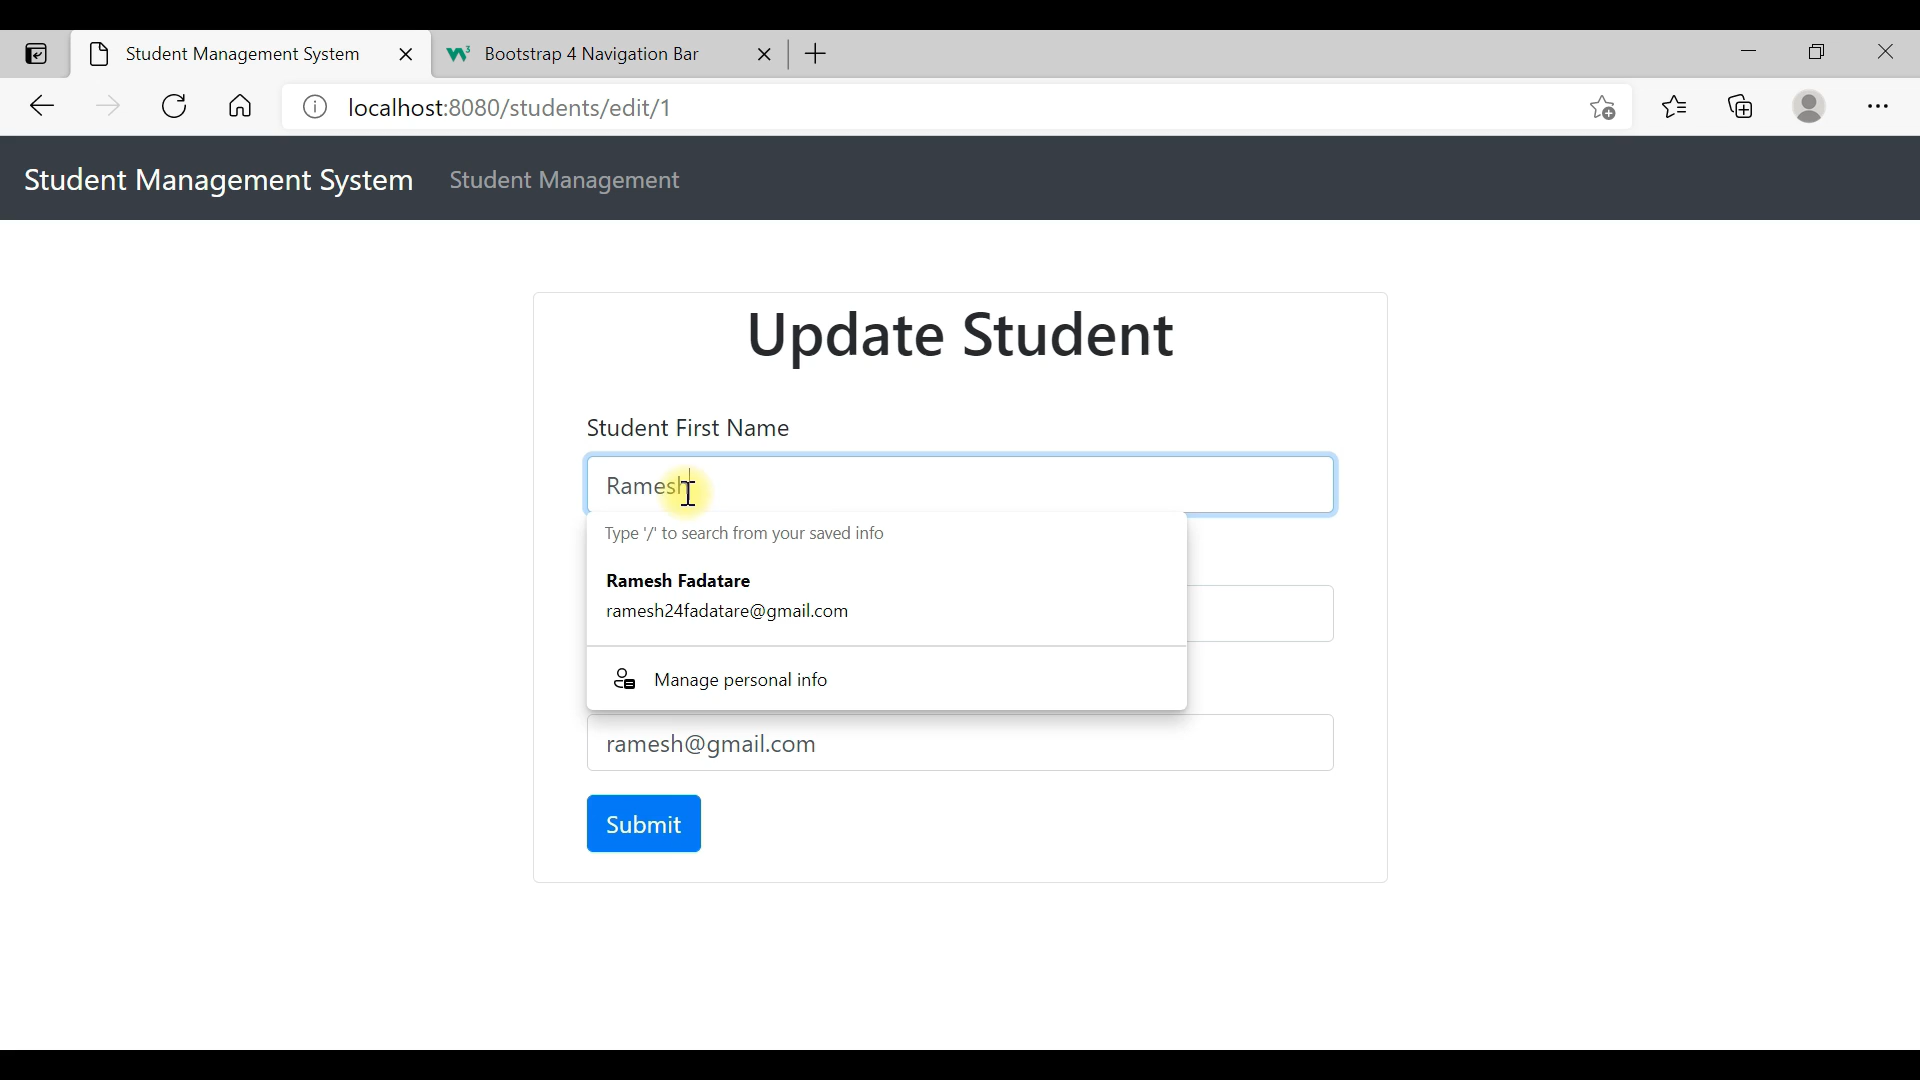 Student Management System
Bootstrap 4 Navigation Bar
localhost:8080/students/edit/1
Student Management System Student Management
Update Student
Student First Name
Ramesh
Type '/' to search from your saved info
Ramesh Fadatare
ramesh24fadatare@gmail.com
Manage personal info
ramesh@gmail.com
Submit